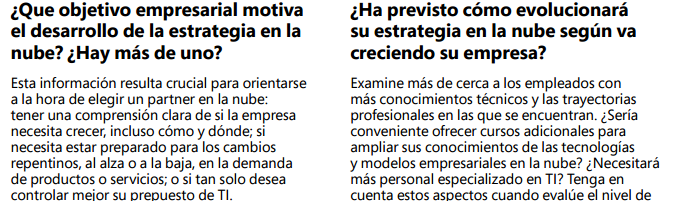 ¿Qué objetivo empresarial motiva
el desarrollo de la estrategia en la
nube? ¿Hay más de uno?
Esta información resulta crucial para orientarse
a la hora de elegir un partner en la nube:
tener una comprensión clara de si la empresa
necesita crecer, incluso cómo y dónde; si
necesita estar preparado para los cambios
repentinos, al alzo o a la baja, en la demanda
de productos o servicios; o si tan solo desea
controlar mejor su prepuesto de TI.
¿Ha previsto cómo evolucionará
su estrategia en la nube según va
creciendo su empresa?
Examine más de cerca a los empleados con
más conocimientos técnicos y las trayectorias
profesionales en las que se encuentran. ¿Sería
conveniente ofrecer cursos adicionales para
ampliar sus conocimientos de las tecnologías
y modelos empresariales en la nube? ¿Necesitará
más personal especializado en TI? Tenga en
cuenta estos aspectos cuando evalúe el nivel de